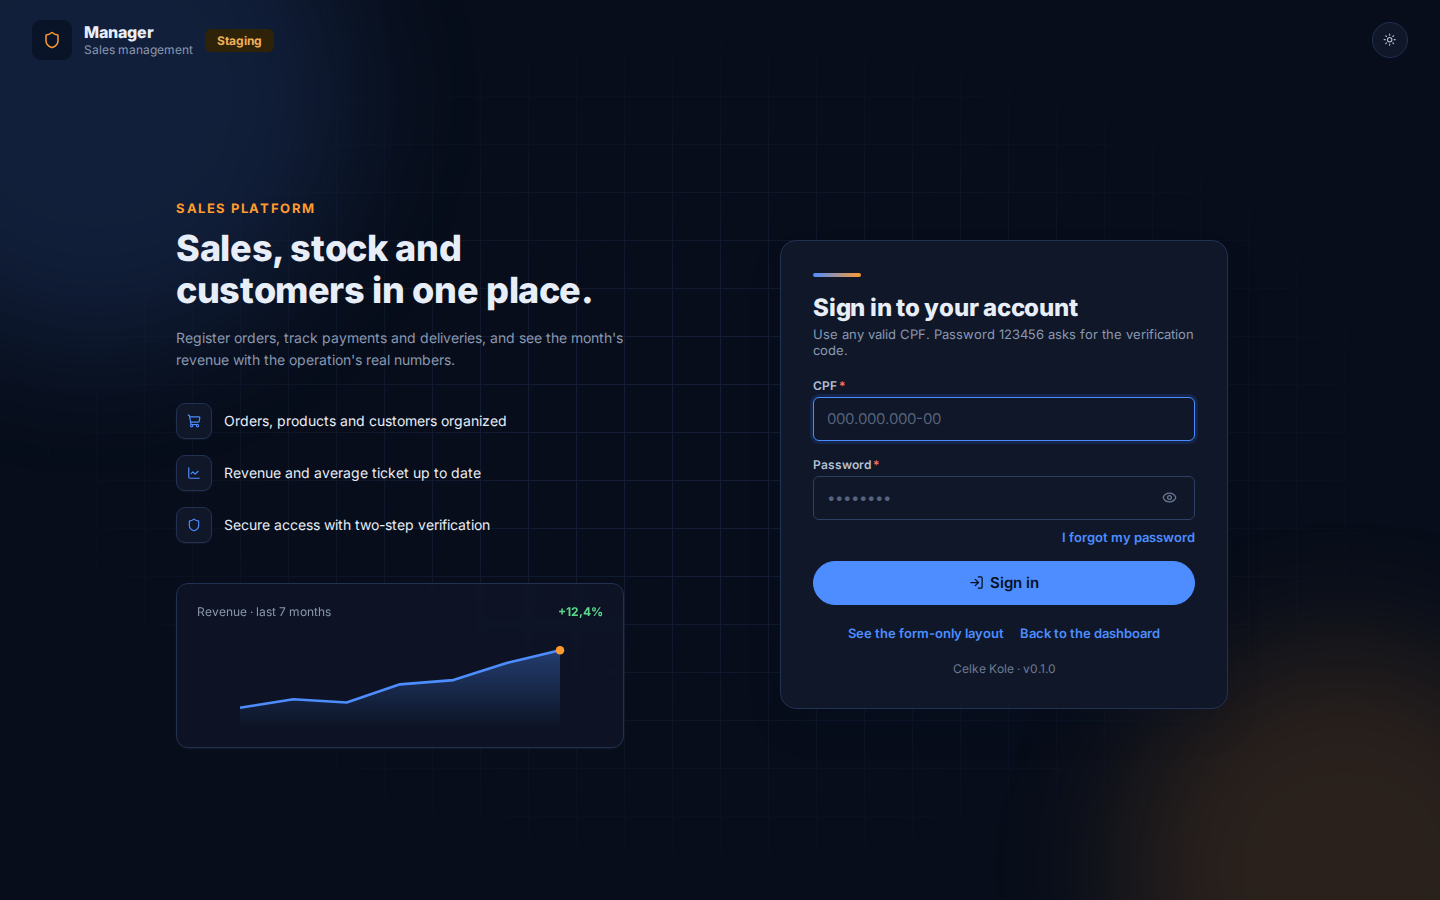 Manager
Sales management
Staging
SALES PLATFORM
Sales, stock and
customers in one place.
Register orders, track payments and deliveries, and see the month's
revenue with the operation's real numbers.
Orders, products and customers organized
Revenue and average ticket up to date
Secure access with two-step verification
Revenue · last 7 months
+12,4%
Sign in to your account
Use any valid CPF. Password 123456 asks for the verification
code.
CPF *
000.000.000-00
Password *
••••••••
I forgot my password
Sign in
See the form-only layout
Back to the dashboard
Celke Kole · v0.1.0